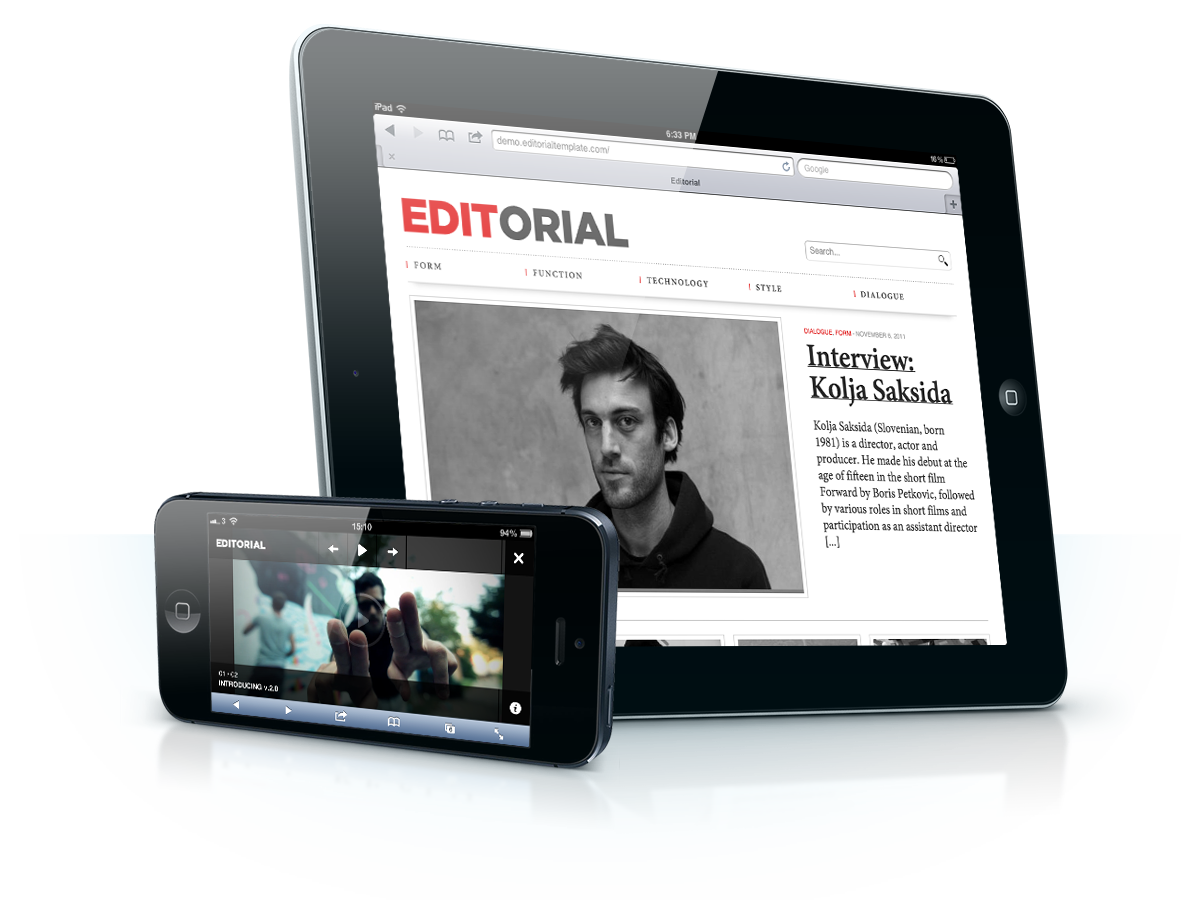 iPad
6:33 PM
16%
demo.editorialtemplate.com/
Google
Editorial
EDITORIAL
Search...
FORM
FUNCTION
TECHNOLOGY
STYLE
DIALOGUE
DIALOGUE, FORM - NOVEMBER 8, 2011
Interview:
Kolja Saksida
Kolja Saksida (Slovenian, born
1981) is a director, actor and
producer. He made his debut at the
age of fifteen in the short film
Forward by Boris Petkovic, followed
by various roles in short films and
participation as an assistant director
[...]
3
15:10
94%
EDITORIAL
01 • 02
INTRODUCING v.2.0